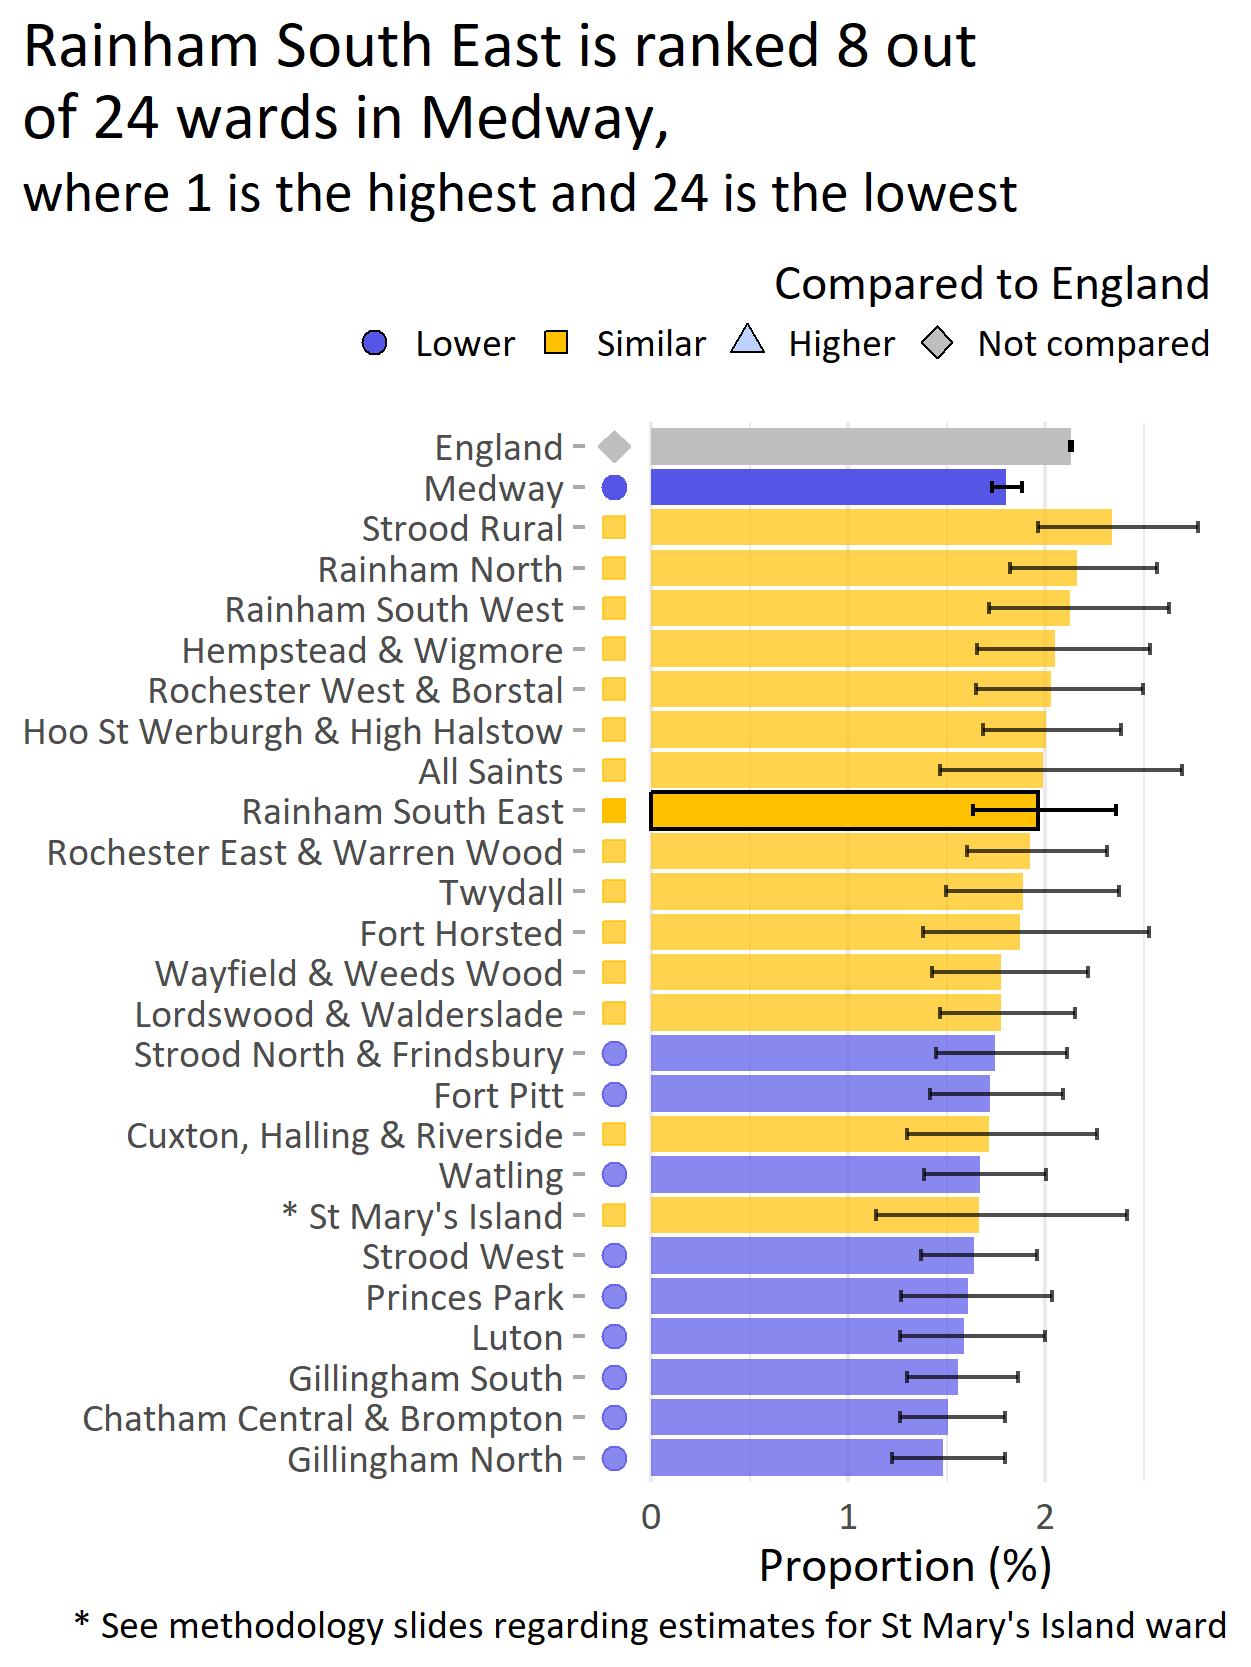 Rainham South East is ranked 8 out
of 24 wards in Medway,
where 1 is the highest and 24 is the lowest
Compared to England
Lower Similar Higher Not compared
England
Medway
Strood Rural
Rainham North
Rainham South West
Hempstead & Wigmore
Rochester West & Borstal
Hoo St Werburgh & High Halstow
All Saints
Rainham South East
Rochester East & Warren Wood
Twydall
Fort Horsted
Wayfield & Weeds Wood
Lordswood & Walderslade
Strood North & Frindsbury
Fort Pitt
Cuxton, Halling & Riverside
Watling
* St Mary's Island
Strood West
Princes Park
Luton
Gillingham South
Chatham Central & Brompton
Gillingham North
0 1 2
Proportion (%)
* See methodology slides regarding estimates for St Mary's Island ward